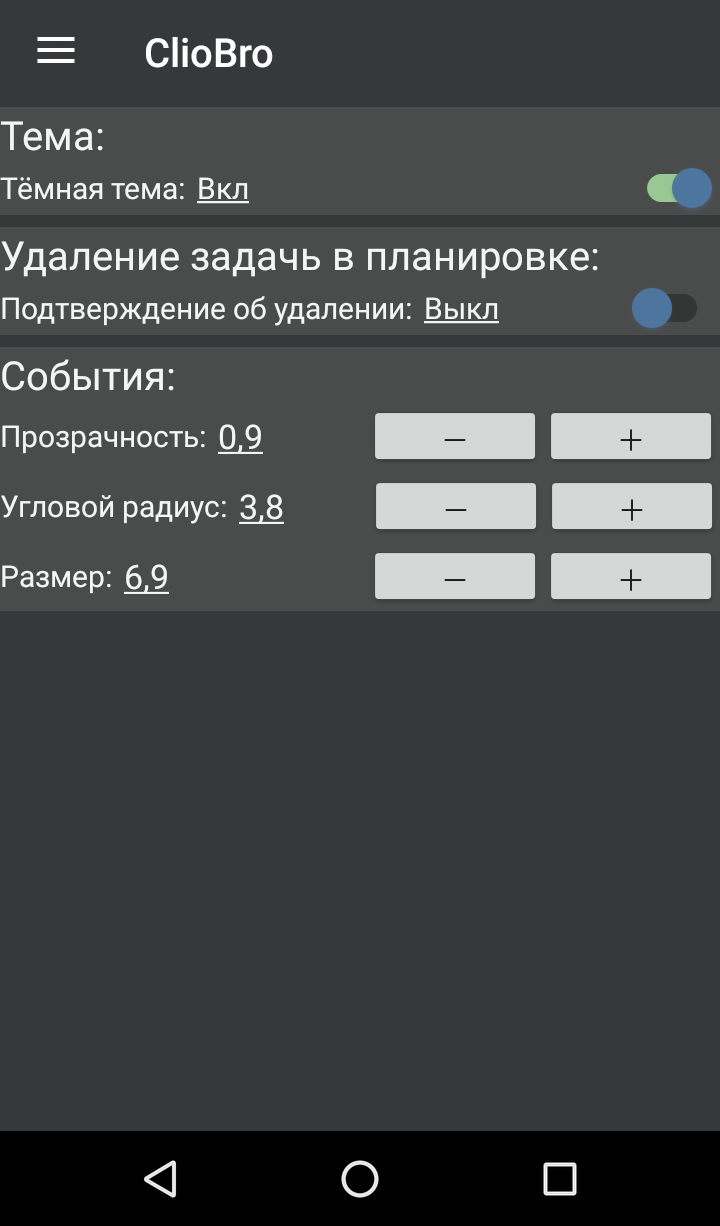 ClioBro
Тема:
Тёмная тема: Вкл
Удаление задачь в планировке:
Подтверждение об удалении: Выкл
События:
Прозрачность: 0,9 — +
Угловой радиус: 3,8 — +
Размер: 6,9 — +